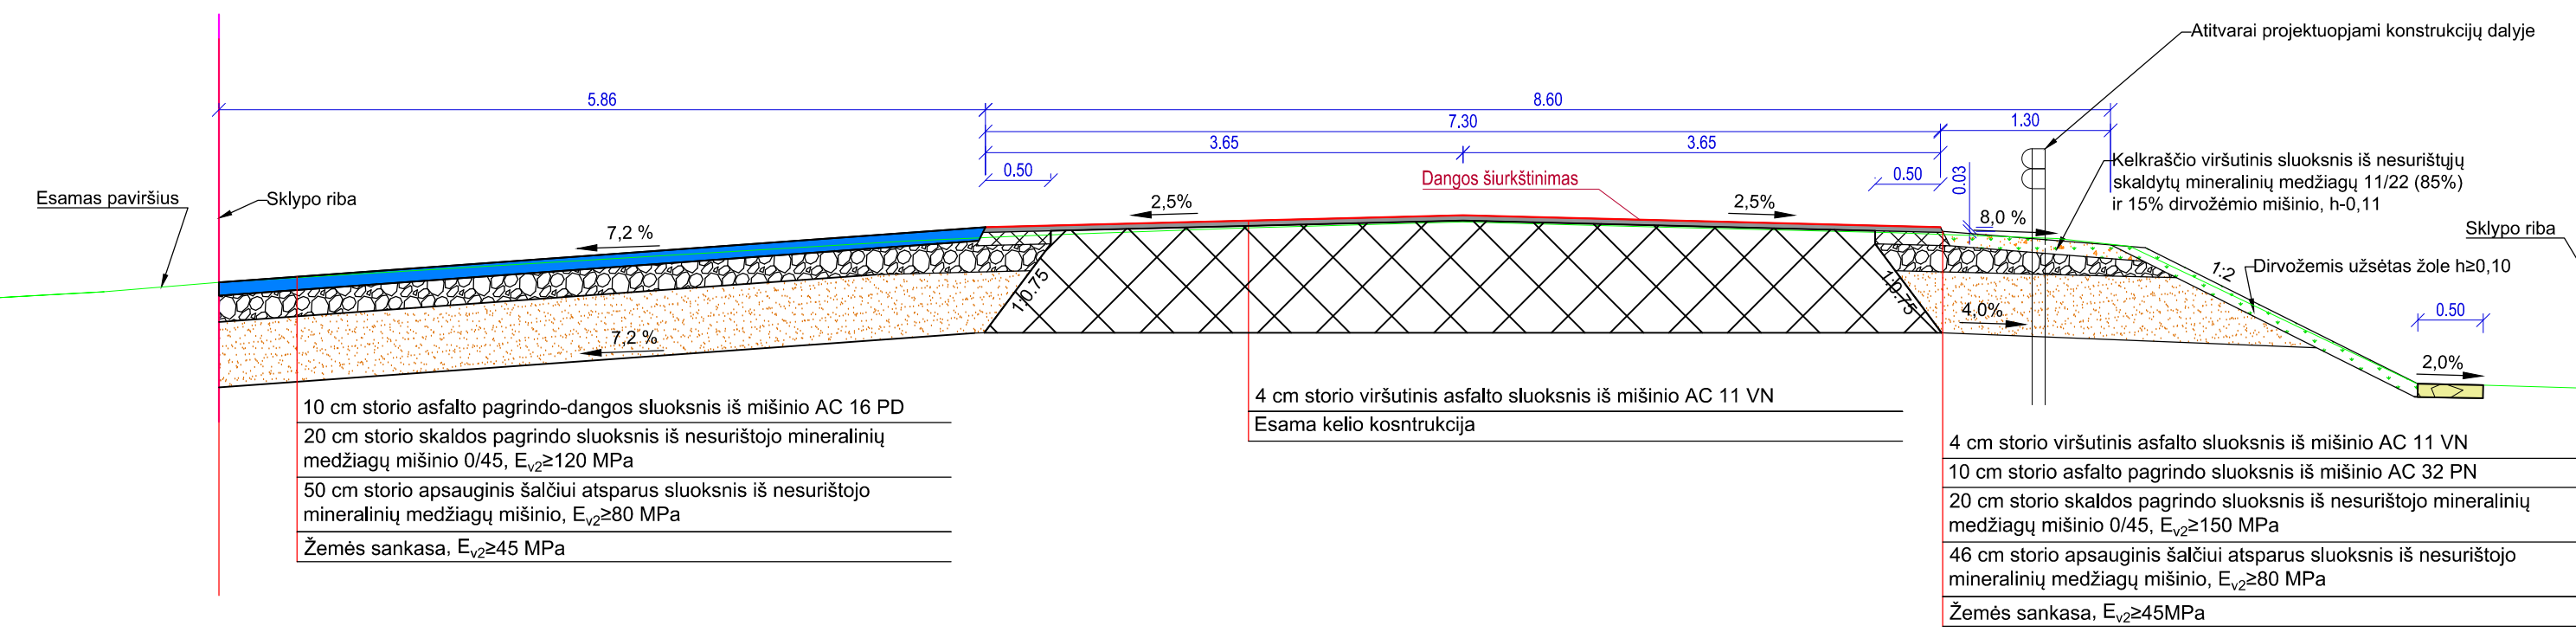 Atitvarai projektuopjami konstrukcijų dalyje
5.86
8.60
7.30
1.30
3.65
3.65
Kelkraščio viršutinis sluoksnis iš nesurištųjų
skaldytų mineralinių medžiagų 11/22 (85%)
ir 15% dirvožėmio mišinio, h-0,11
0.50
Dangos šiurkštinimas
0.50
0.03
Esamas paviršius
Sklypo riba
2,5%
2,5%
8,0 %
Sklypo riba
7,2 %
1:2
Dirvožemis užsėtas žole h≥0,10
1:0.75
1:0.75
4,0%
0.50
7,2 %
2,0%
10 cm storio asfalto pagrindo-dangos sluoksnis iš mišinio AC 16 PD
20 cm storio skaldos pagrindo sluoksnis iš nesurištojo mineralinių
medžiagų mišinio 0/45, Ev2≥120 MPa
50 cm storio apsauginis šalčiui atsparus sluoksnis iš nesurištojo
mineralinių medžiagų mišinio, Ev2≥80 MPa
Žemės sankasa, Ev2≥45 MPa
4 cm storio viršutinis asfalto sluoksnis iš mišinio AC 11 VN
Esama kelio kosntrukcija
4 cm storio viršutinis asfalto sluoksnis iš mišinio AC 11 VN
10 cm storio asfalto pagrindo sluoksnis iš mišinio AC 32 PN
20 cm storio skaldos pagrindo sluoksnis iš nesurištojo mineralinių
medžiagų mišinio 0/45, Ev2≥150 MPa
46 cm storio apsauginis šalčiui atsparus sluoksnis iš nesurištojo
mineralinių medžiagų mišinio, Ev2≥80 MPa
Žemės sankasa, Ev2≥45MPa